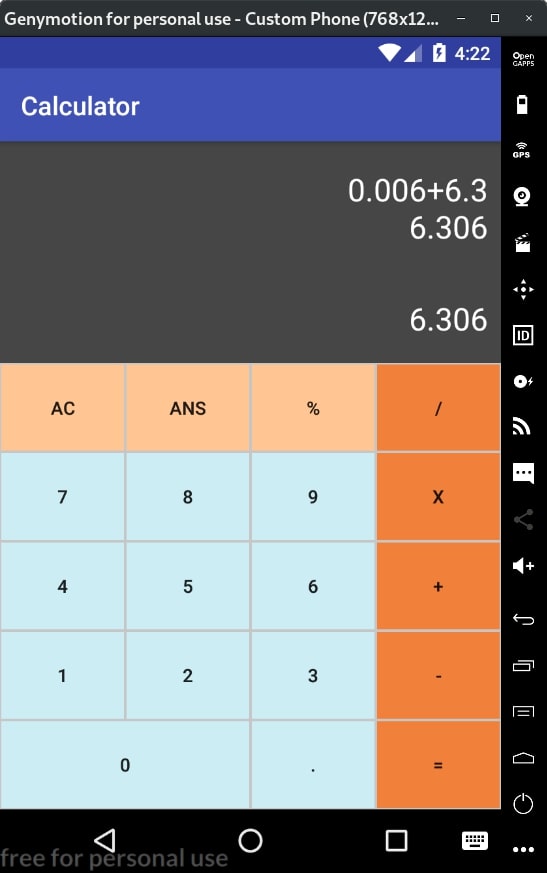 Genymotion for personal use - Custom Phone (768x12...
4:22
Open
GAPPS
Calculator
GPS
0.006+6.3
6.306
6.306
ID
AC ANS % /
7 8 9 X
4 5 6 +
1 2 3 -
0 . =
free for personal use